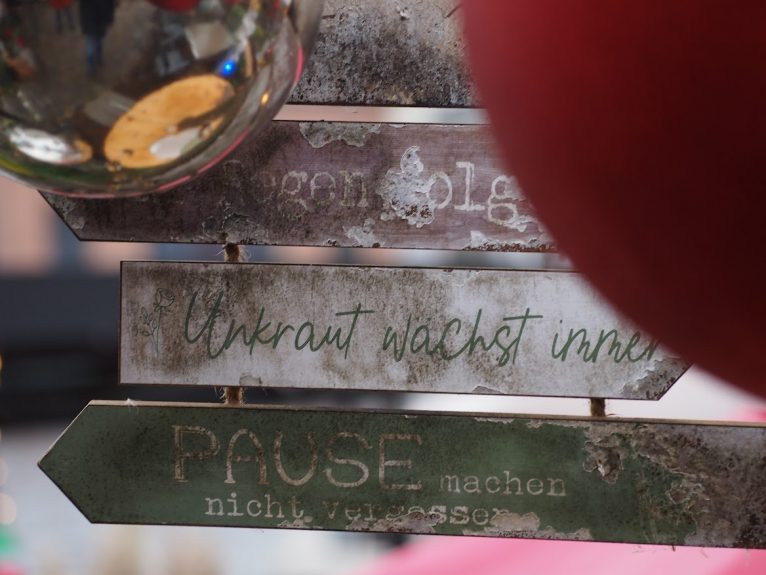 Unkraut wächst immer
PAUSE machen
nicht vergessen